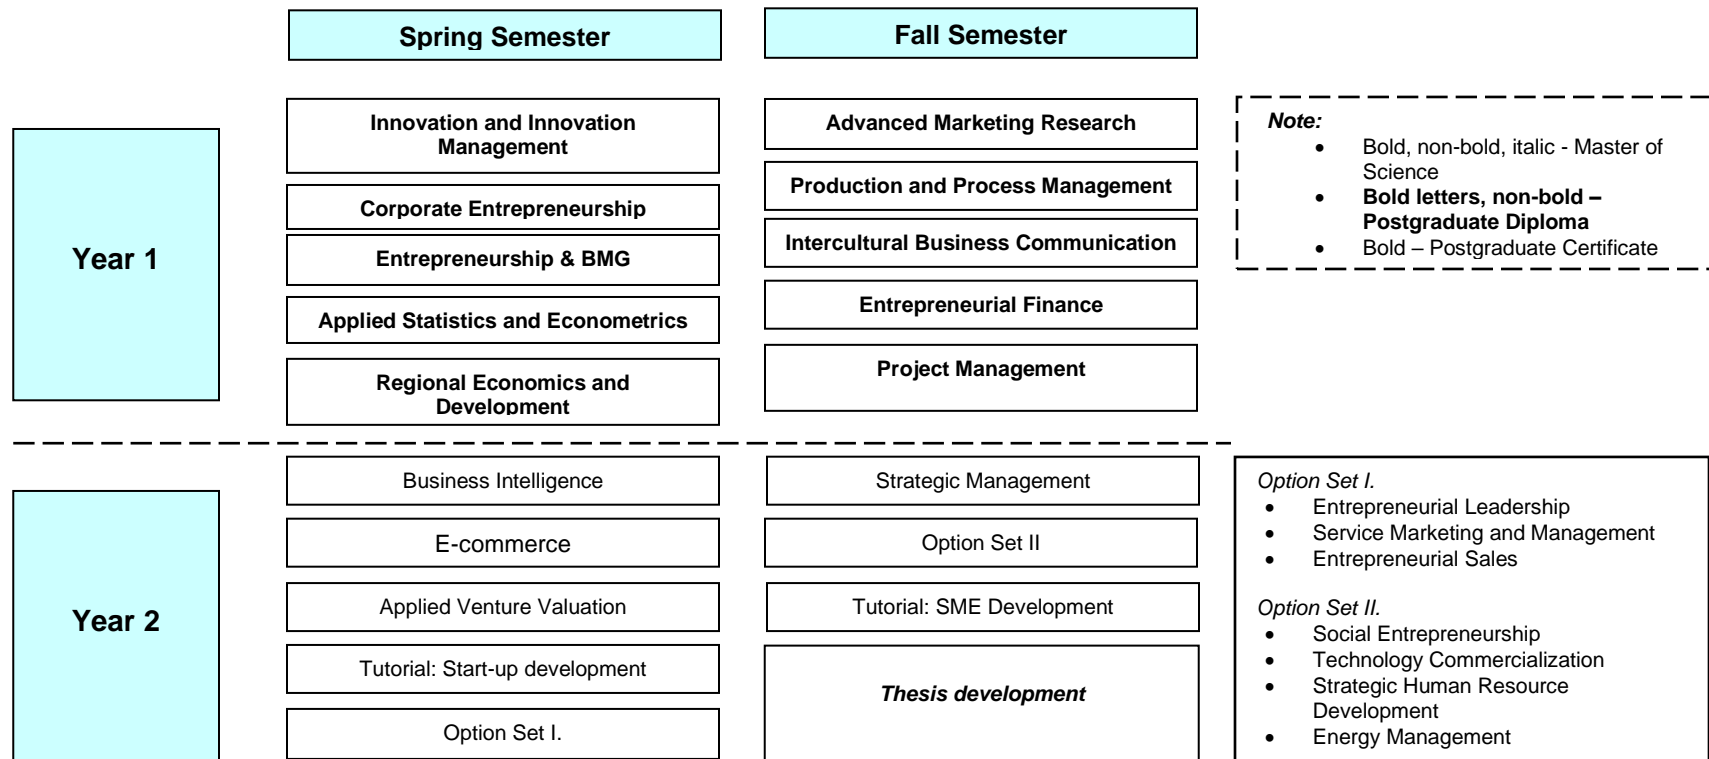 Spring Semester
Fall Semester
Year 1
Innovation and Innovation
Management
Corporate Entrepreneurship
Entrepreneurship & BMG
Applied Statistics and Econometrics
Regional Economics and
Development
Advanced Marketing Research
Production and Process Management
Intercultural Business Communication
Entrepreneurial Finance
Project Management
Note:
• Bold, non-bold, italic - Master of
Science
• Bold letters, non-bold –
Postgraduate Diploma
• Bold – Postgraduate Certificate
Year 2
Business Intelligence
E-commerce
Applied Venture Valuation
Tutorial: Start-up development
Option Set I.
Strategic Management
Option Set II
Tutorial: SME Development
Thesis development
Option Set I.
• Entrepreneurial Leadership
• Service Marketing and Management
• Entrepreneurial Sales
Option Set II.
• Social Entrepreneurship
• Technology Commercialization
• Strategic Human Resource
Development
• Energy Management